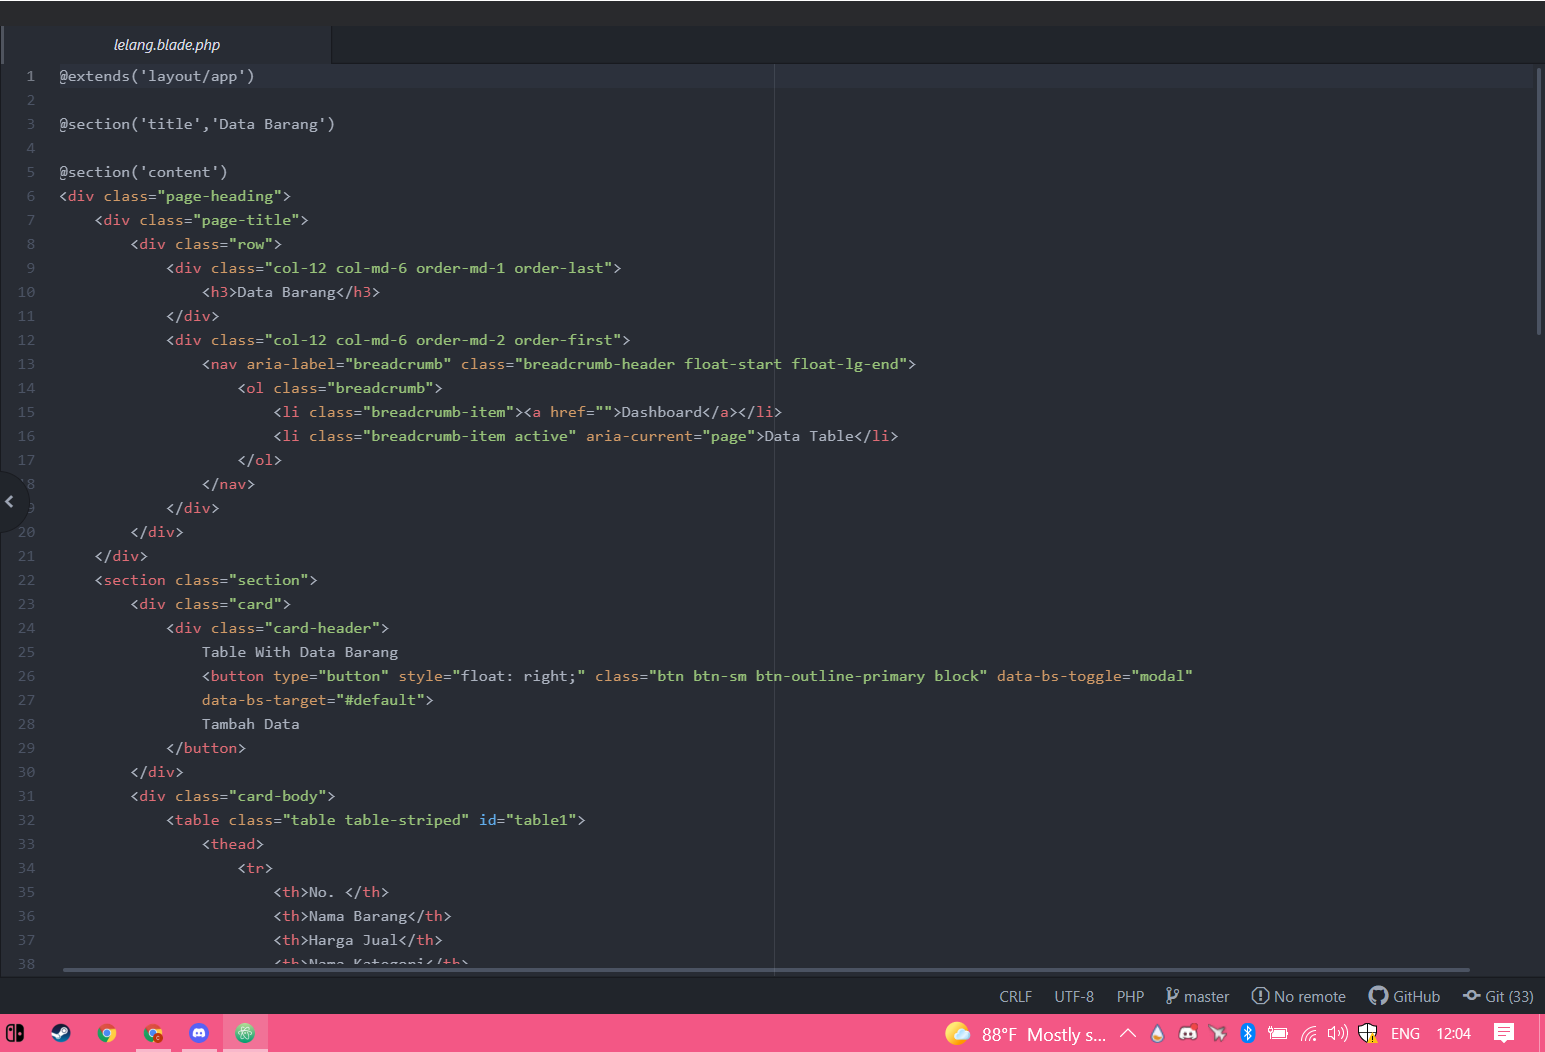 lelang.blade.php
1 @extends('layout/app')
2
3 @section('title','Data Barang')
4
5 @section('content')
6 <div class="page-heading">
7 <div class="page-title">
8 <div class="row">
9 <div class="col-12 col-md-6 order-md-1 order-last">
10 <h3>Data Barang</h3>
11 </div>
12 <div class="col-12 col-md-6 order-md-2 order-first">
13 <nav aria-label="breadcrumb" class="breadcrumb-header float-start float-lg-end">
14 <ol class="breadcrumb">
15 <li class="breadcrumb-item"><a href="">Dashboard</a></li>
16 <li class="breadcrumb-item active" aria-current="page">Data Table</li>
17 </ol>
8 </nav>
9 </div>
20 </div>
21 </div>
22 <section class="section">
23 <div class="card">
24 <div class="card-header">
25 Table With Data Barang
26 <button type="button" style="float: right;" class="btn btn-sm btn-outline-primary block" data-bs-toggle="modal"
27 data-bs-target="#default">
28 Tambah Data
29 </button>
30 </div>
31 <div class="card-body">
32 <table class="table table-striped" id="table1">
33 <thead>
34 <tr>
35 <th>No. </th>
36 <th>Nama Barang</th>
37 <th>Harga Jual</th>
38 <th>Nama Kategori</th>
CRLF UTF-8 PHP master No remote GitHub Git (33)
88°F Mostly s... ENG 12:04